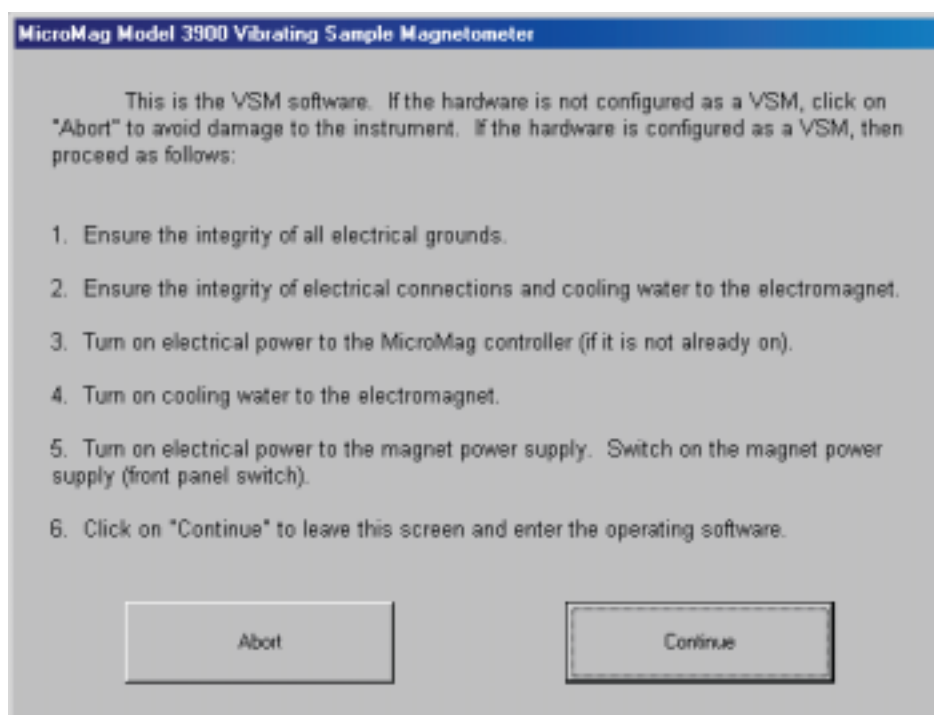 MicroMag Model 3900 Vibrating Sample Magnetometer
This is the VSM software. If the hardware is not configured as a VSM, click on
"Abort" to avoid damage to the instrument. If the hardware is configured as a VSM, then
proceed as follows:
1. Ensure the integrity of all electrical grounds.
2. Ensure the integrity of electrical connections and cooling water to the electromagnet.
3. Turn on electrical power to the MicroMag controller (if it is not already on).
4. Turn on cooling water to the electromagnet.
5. Turn on electrical power to the magnet power supply. Switch on the magnet power
supply (front panel switch).
6. Click on "Continue" to leave this screen and enter the operating software.
Abort
Continue